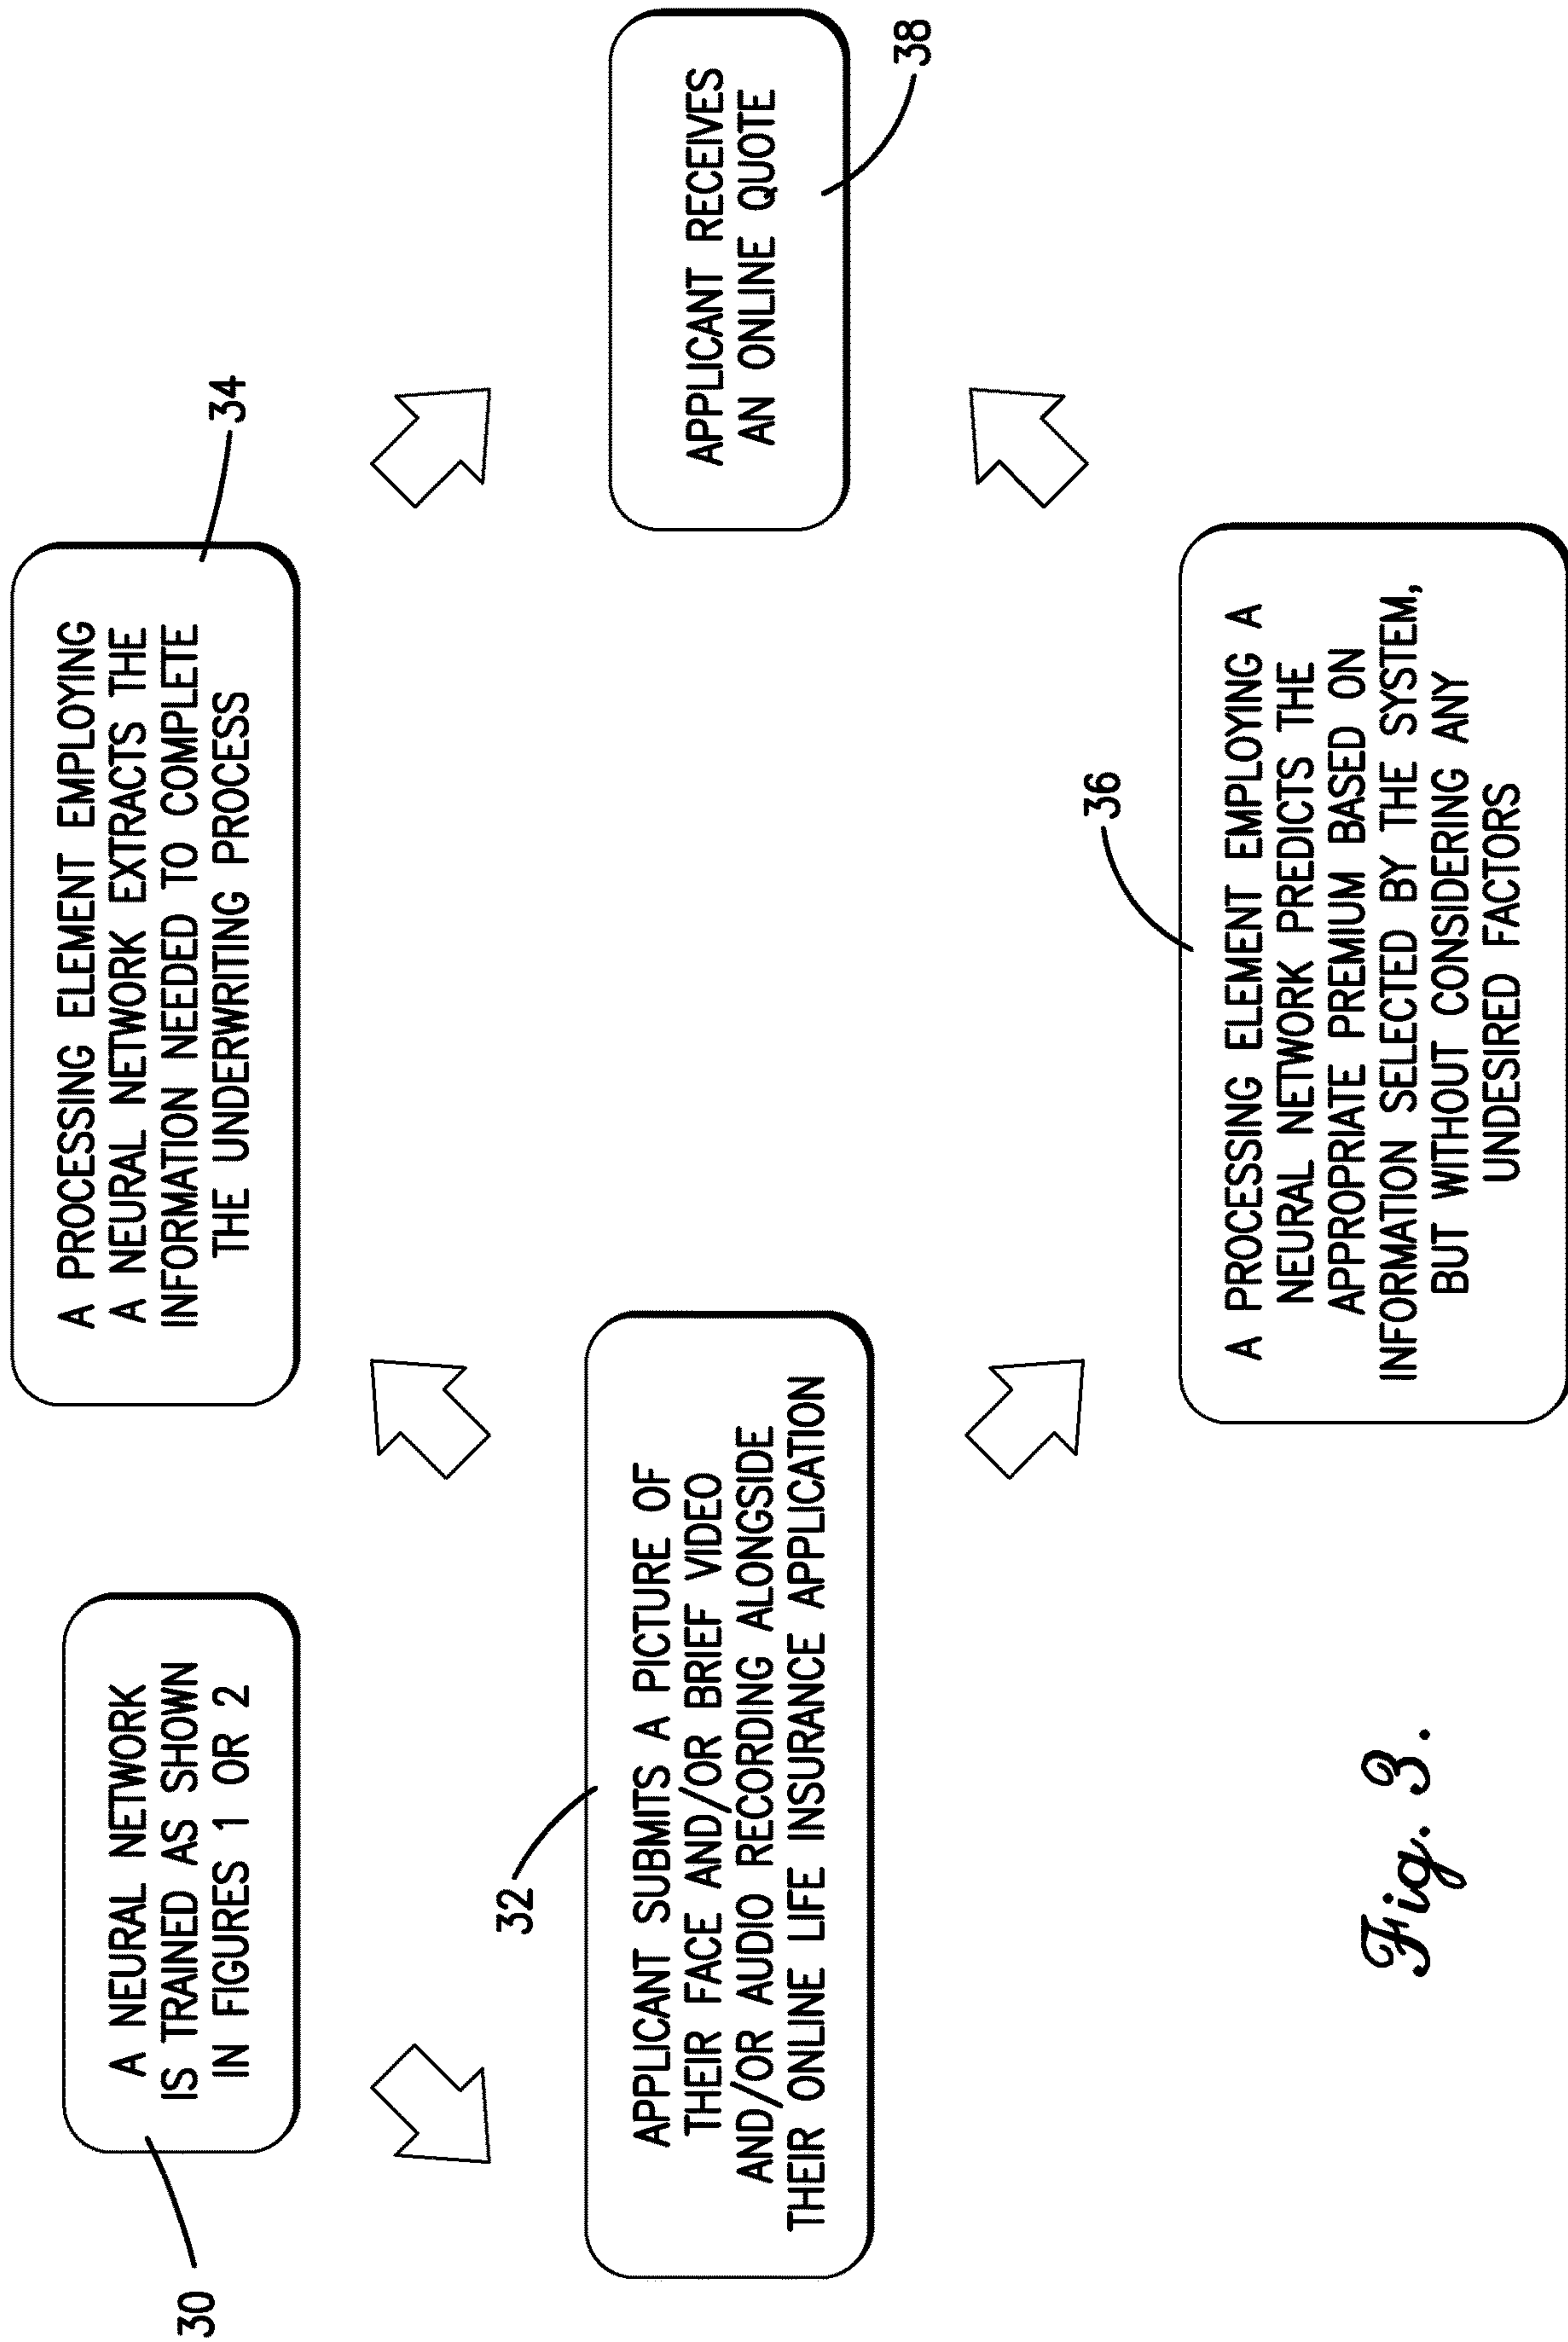 30
A NEURAL NETWORK
IS TRAINED AS SHOWN
IN FIGURES 1 OR 2
32
APPLICANT SUBMITS A PICTURE OF
THEIR FACE AND/OR BRIEF VIDEO
AND/OR AUDIO RECORDING ALONGSIDE
THEIR ONLINE LIFE INSURANCE APPLICATION
34
A PROCESSING ELEMENT EMPLOYING
A NEURAL NETWORK EXTRACTS THE
INFORMATION NEEDED TO COMPLETE
THE UNDERWRITING PROCESS
36
A PROCESSING ELEMENT EMPLOYING A
NEURAL NETWORK PREDICTS THE
APPROPRIATE PREMIUM BASED ON
INFORMATION SELECTED BY THE SYSTEM,
BUT WITHOUT CONSIDERING ANY
UNDESIRED FACTORS
APPLICANT RECEIVES
AN ONLINE QUOTE
38
Fig. 3.